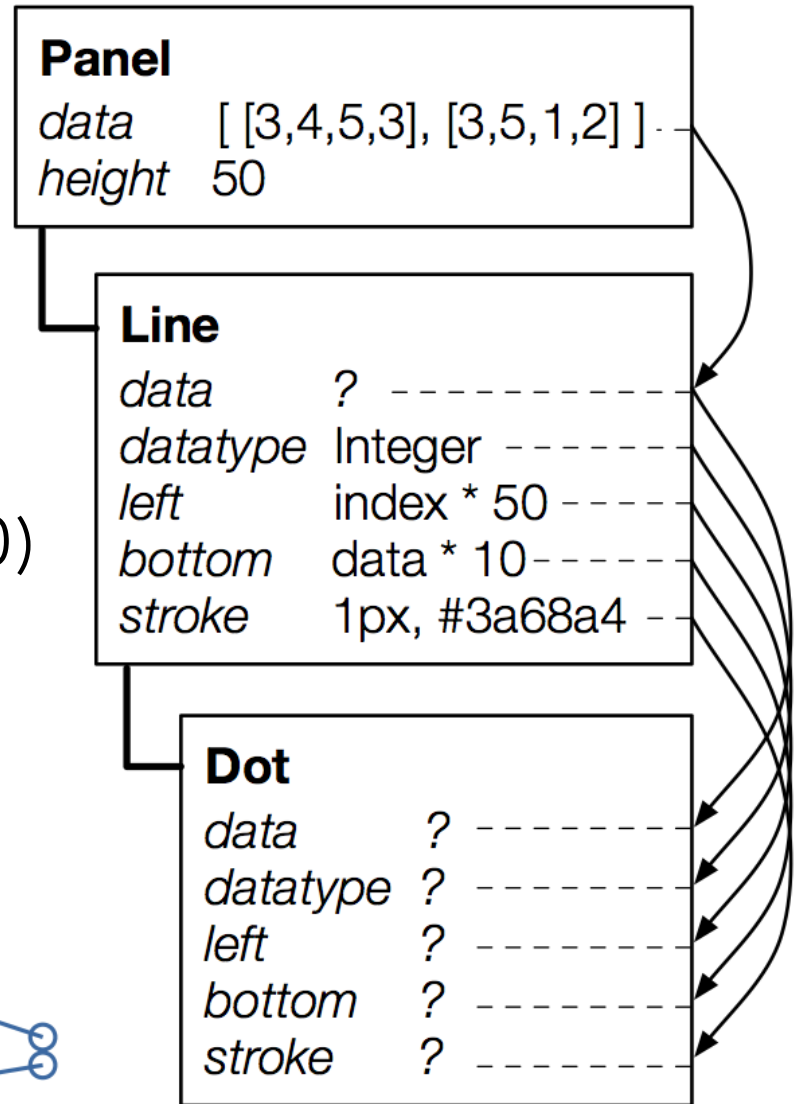 Panel
data [ [3,4,5,3], [3,5,1,2] ]
height 50
Line
data ?
datatype Integer
left index * 50
0)
bottom data * 10
stroke 1px, #3a68a4
Dot
data ?
datatype ?
left ?
bottom ?
stroke ?